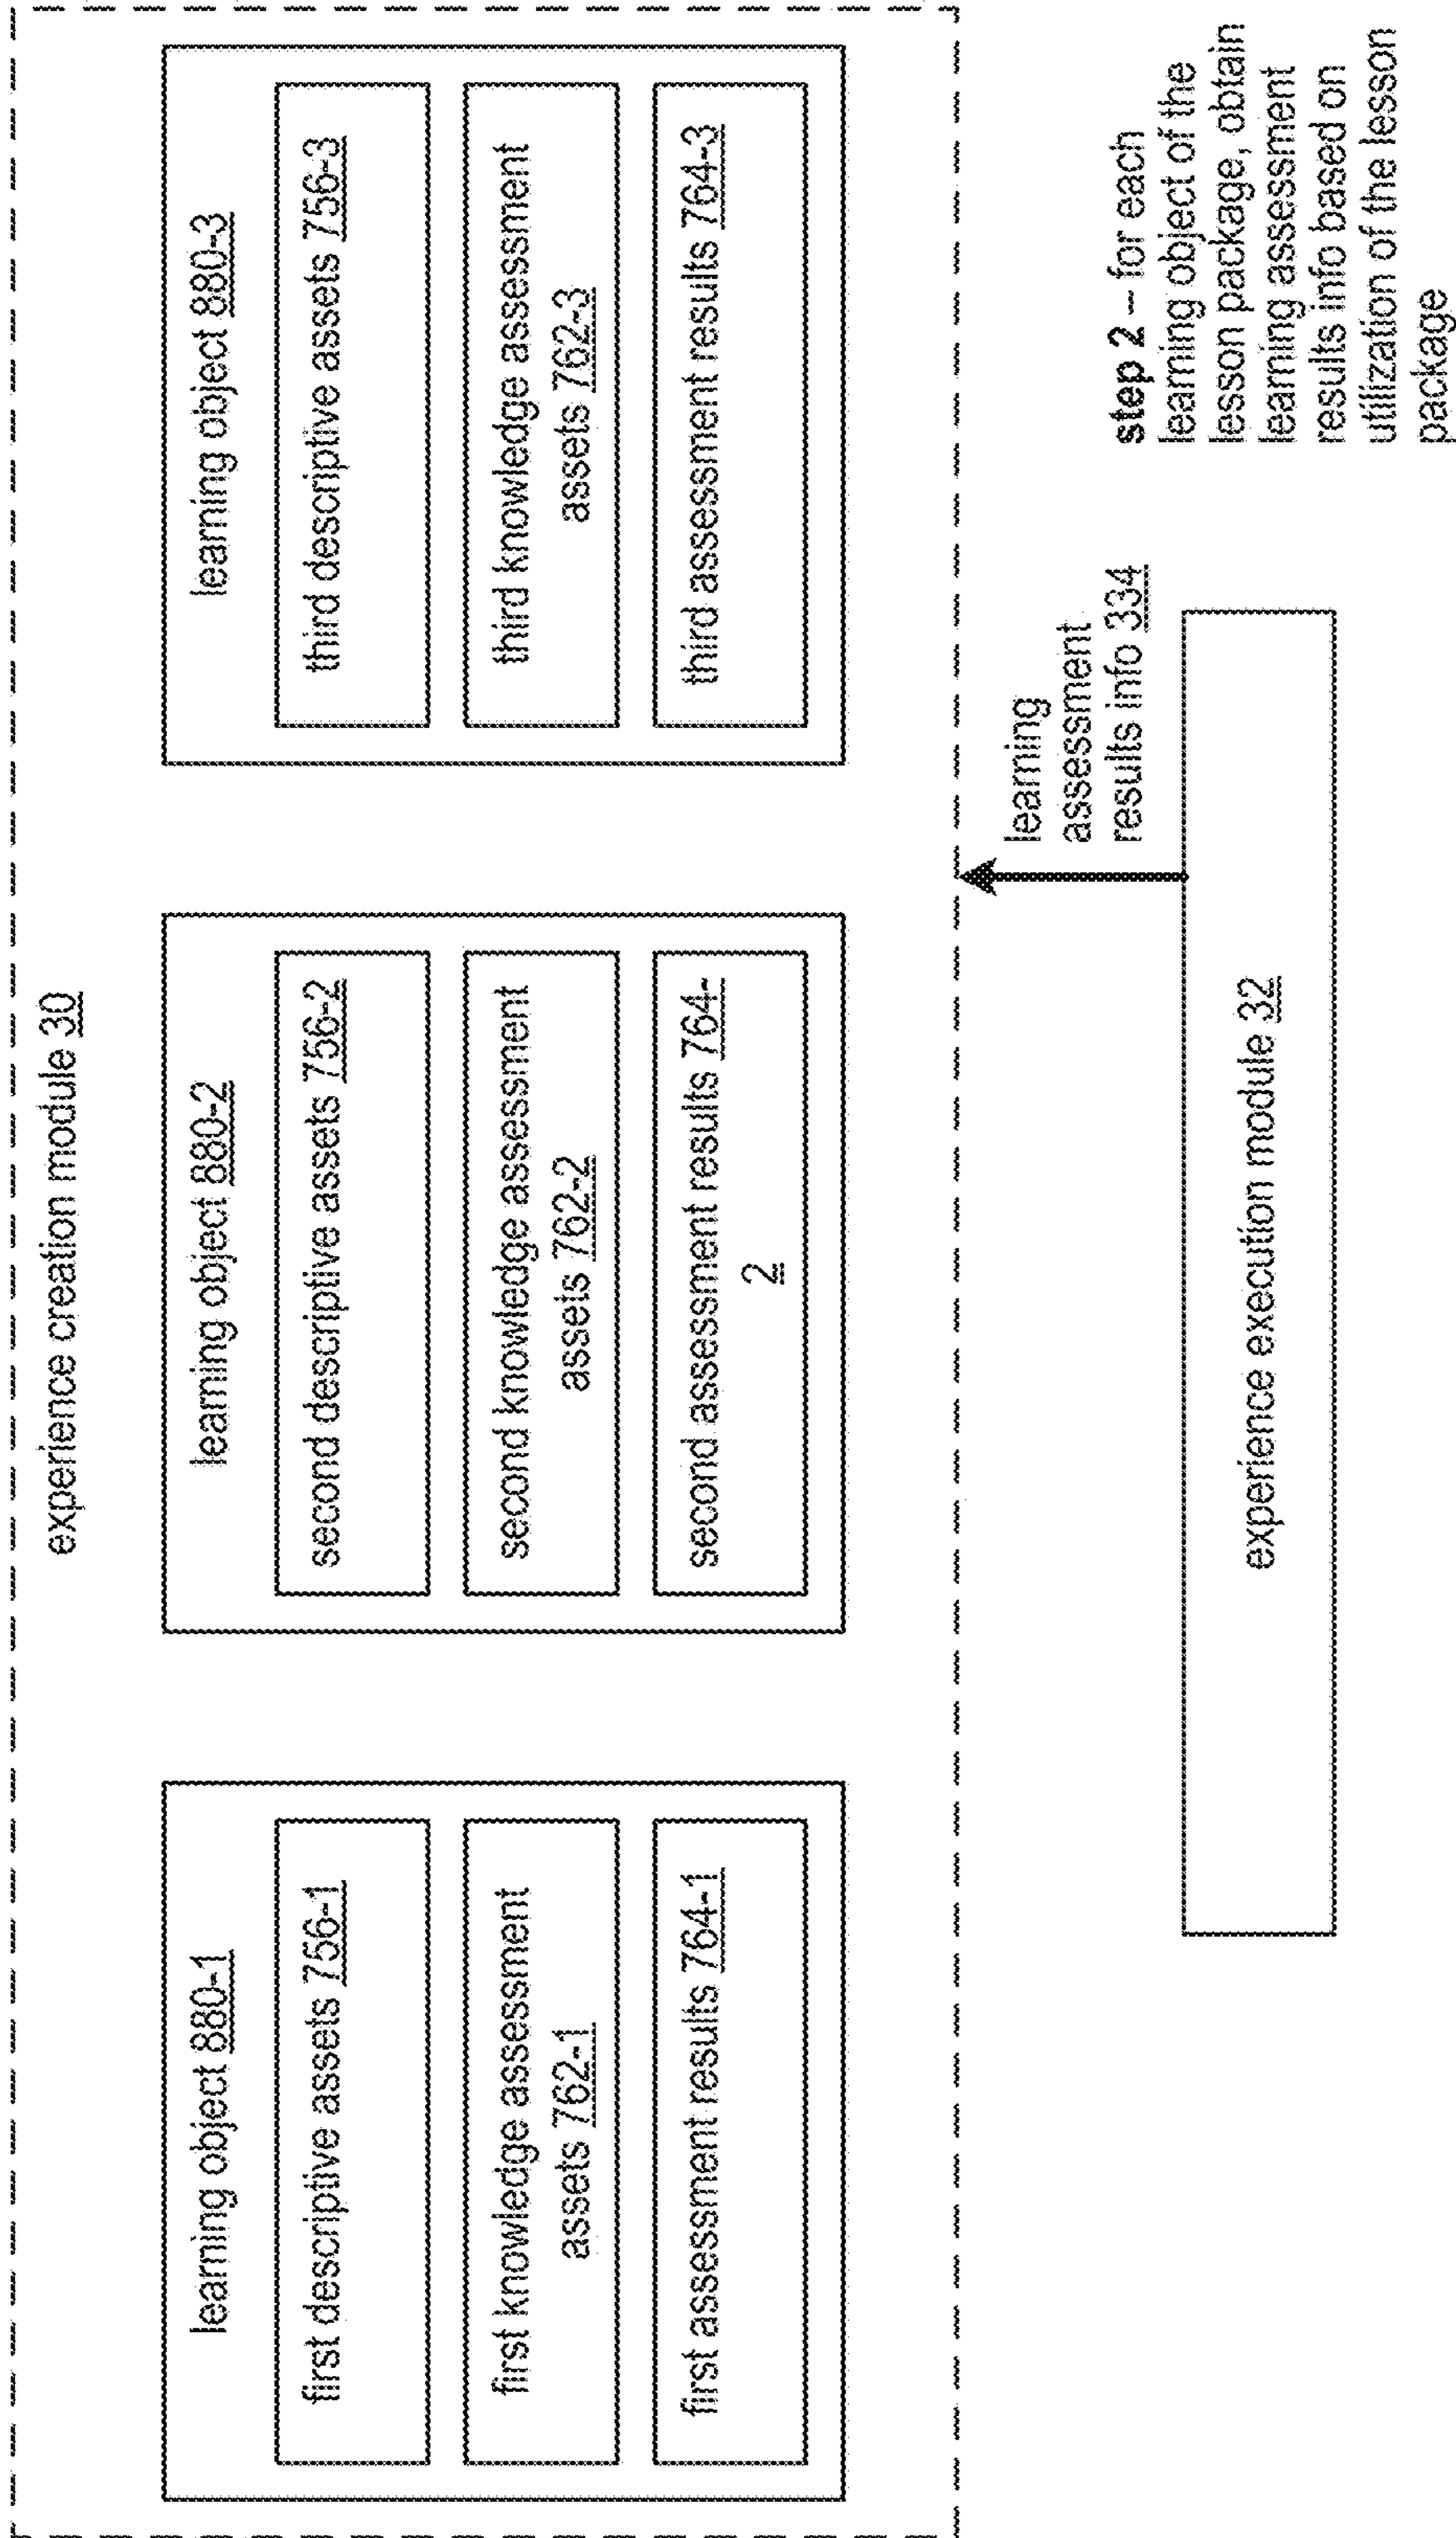 experience creation module 30
learning object 880-1
first descriptive assets 756-1
first knowledge assessment
assets 762-1
first assessment results 764-1
learning object 880-2
second descriptive assets 756-2
second knowledge assessment
assets 762-2
second assessment results 764-
2
learning object 880-3
third descriptive assets 756-3
third knowledge assessment
assets 762-3
third assessment results 764-3
learning
assessment
results info 334
experience execution module 32
step 2 – for each
learning object of the
lesson package, obtain
learning assessment
results info based on
utilization of the lesson
package